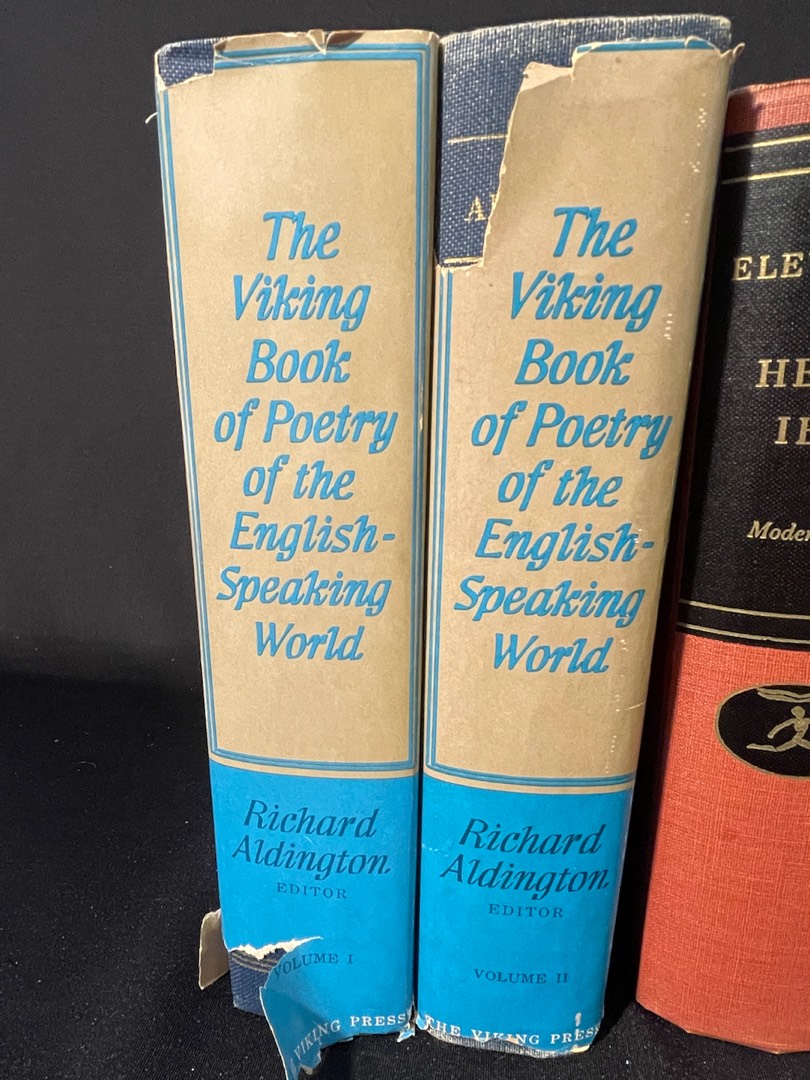 The
Viking
Book
of Poetry
of the
English-
Speaking
World
Richard
Aldington
EDITOR
VOLUME I
VIKING PRESS
The
Viking
Book
of Poetry
of the
English-
Speaking
World
Richard
Aldington
EDITOR
VOLUME II
THE VIKING PRESS